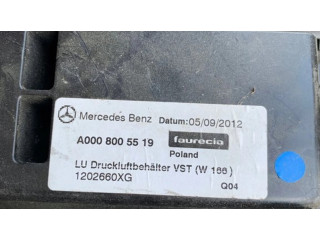 Mercedes Benz Datum:05/09/2012
A000 800 55 19 faurecia
Poland
LU Druckluftbehälter VST (W 166)
1202660XG Q04